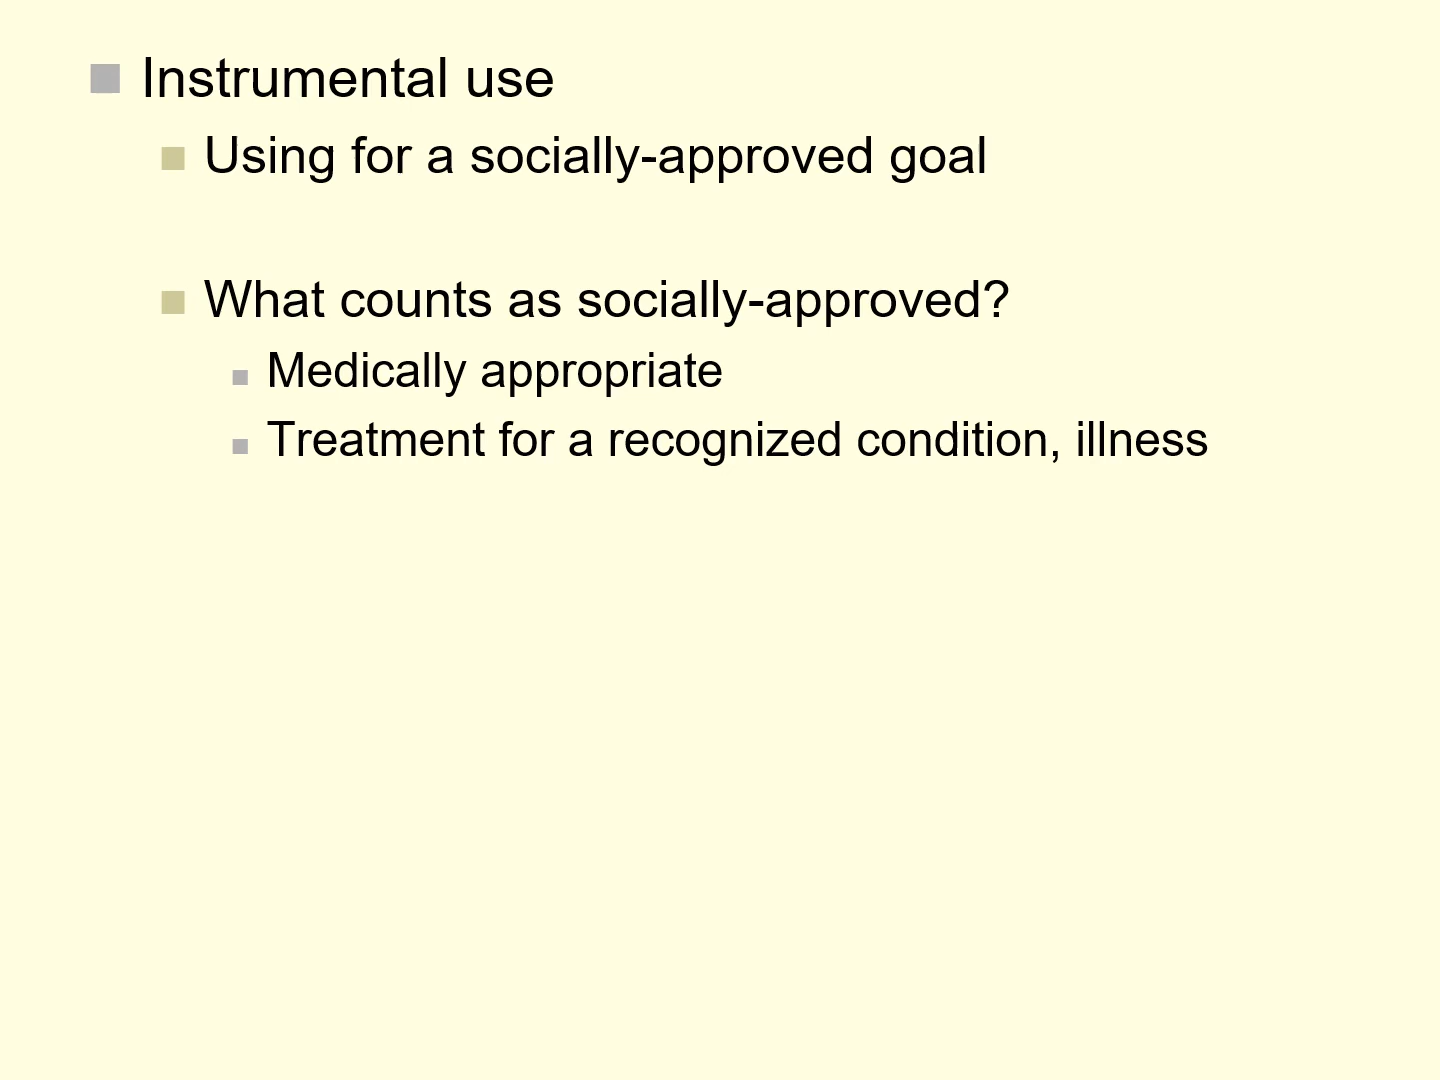 Instrumental use
Using for a socially-approved goal
What counts as socially-approved?
Medically appropriate
Treatment for a recognized condition, illness